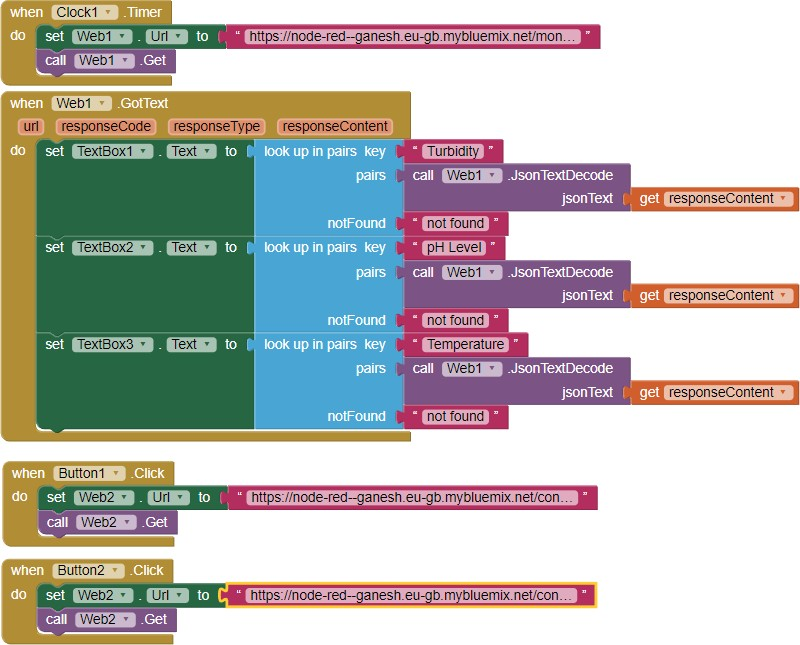 when Clock1 .Timer
do set Web1 . Url to " https://node-red--ganesh.eu-gb.mybluemix.net/mon... "
call Web1 .Get
when Web1 .GotText
url responseCode responseType responseContent
do set TextBox1 . Text to look up in pairs key " Turbidity "
pairs call Web1 .JsonTextDecode
jsonText get responseContent
notFound " not found "
set TextBox2 . Text to look up in pairs key " pH Level "
pairs call Web1 .JsonTextDecode
jsonText get responseContent
notFound " not found "
set TextBox3 . Text to look up in pairs key " Temperature "
pairs call Web1 .JsonTextDecode
jsonText get responseContent
notFound " not found "
when Button1 .Click
do set Web2 . Url to " https://node-red--ganesh.eu-gb.mybluemix.net/con... "
call Web2 .Get
when Button2 .Click
do set Web2 . Url to " https://node-red--ganesh.eu-gb.mybluemix.net/con... "
call Web2 .Get